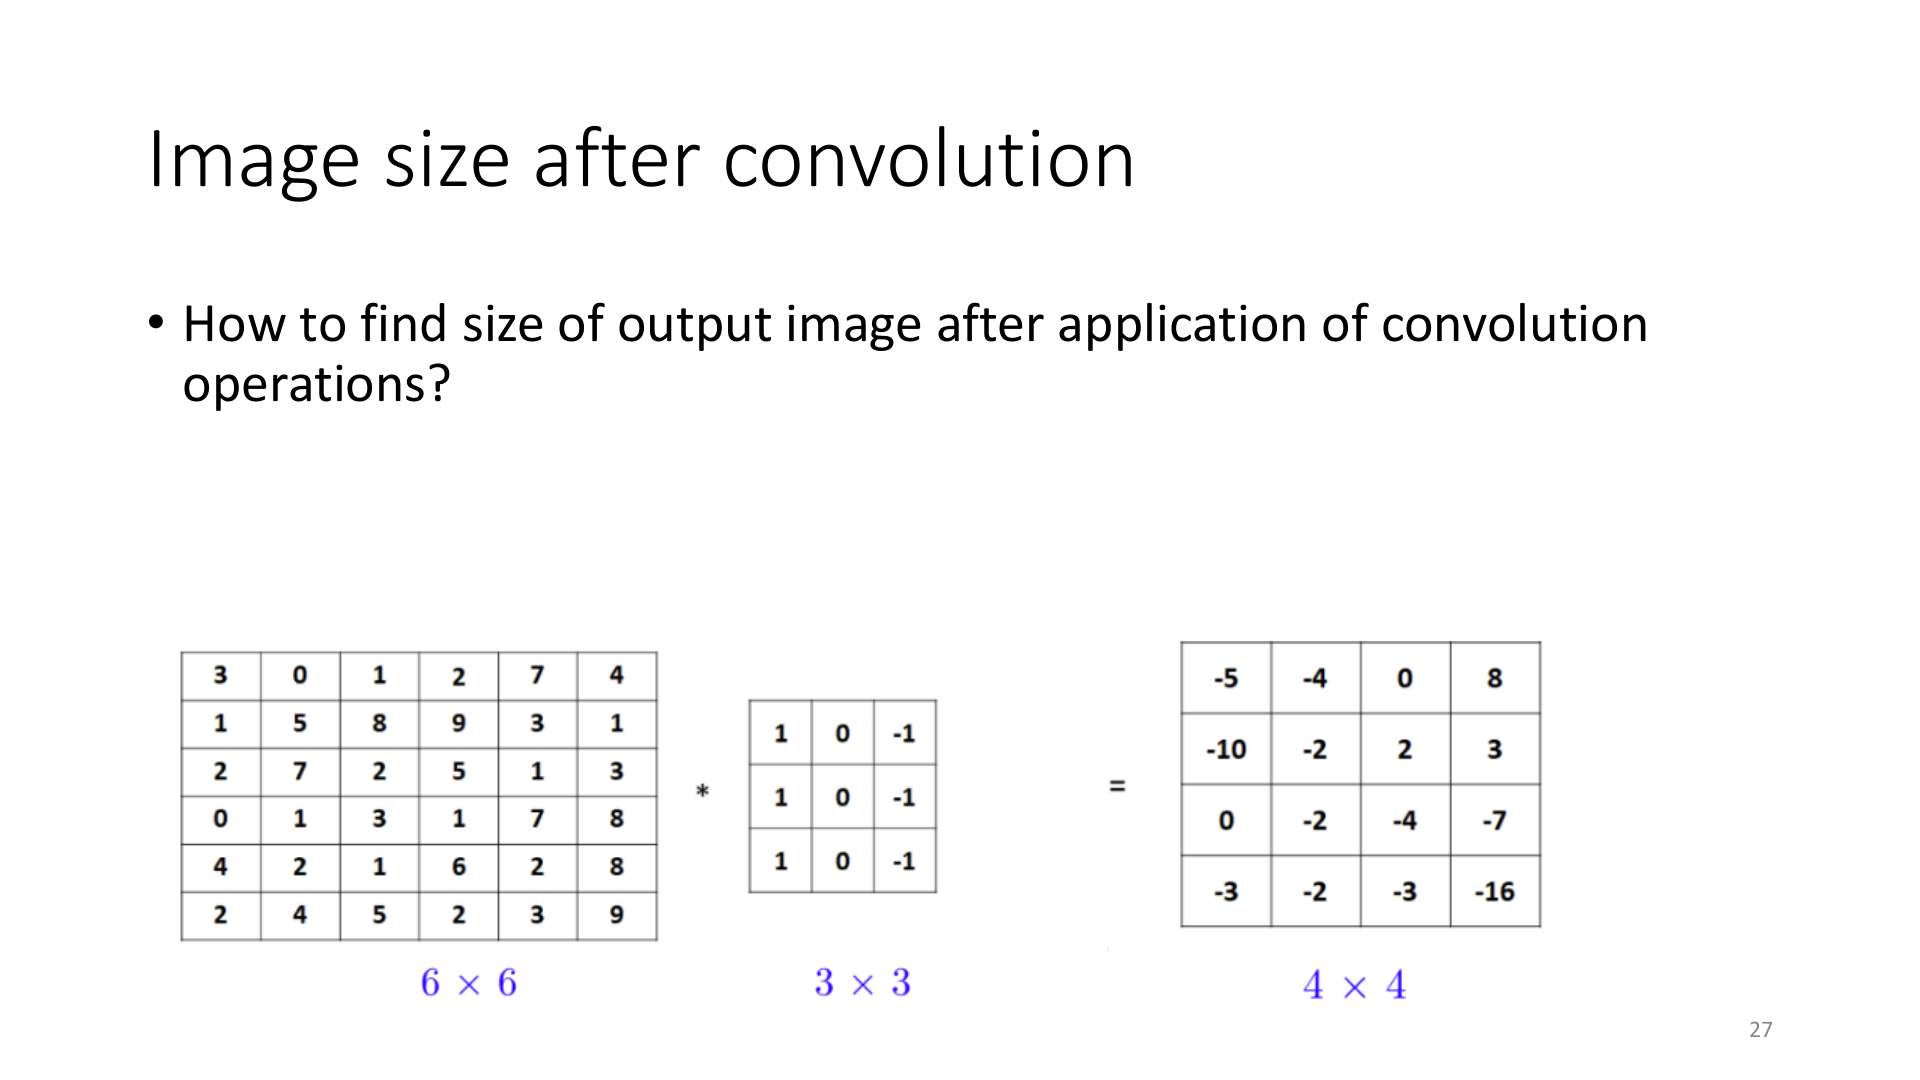 Image size after convolution
• How to find size of output image after application of convolution
operations?
3 0 1 2 7 4
1 5 8 9 3 1
2 7 2 5 1 3
0 1 3 1 7 8
4 2 1 6 2 8
2 4 5 2 3 9
6 × 6
*
1 0 -1
1 0 -1
1 0 -1
3 × 3
=
-5 -4 0 8
-10 -2 2 3
0 -2 -4 -7
-3 -2 -3 -16
4 × 4
27